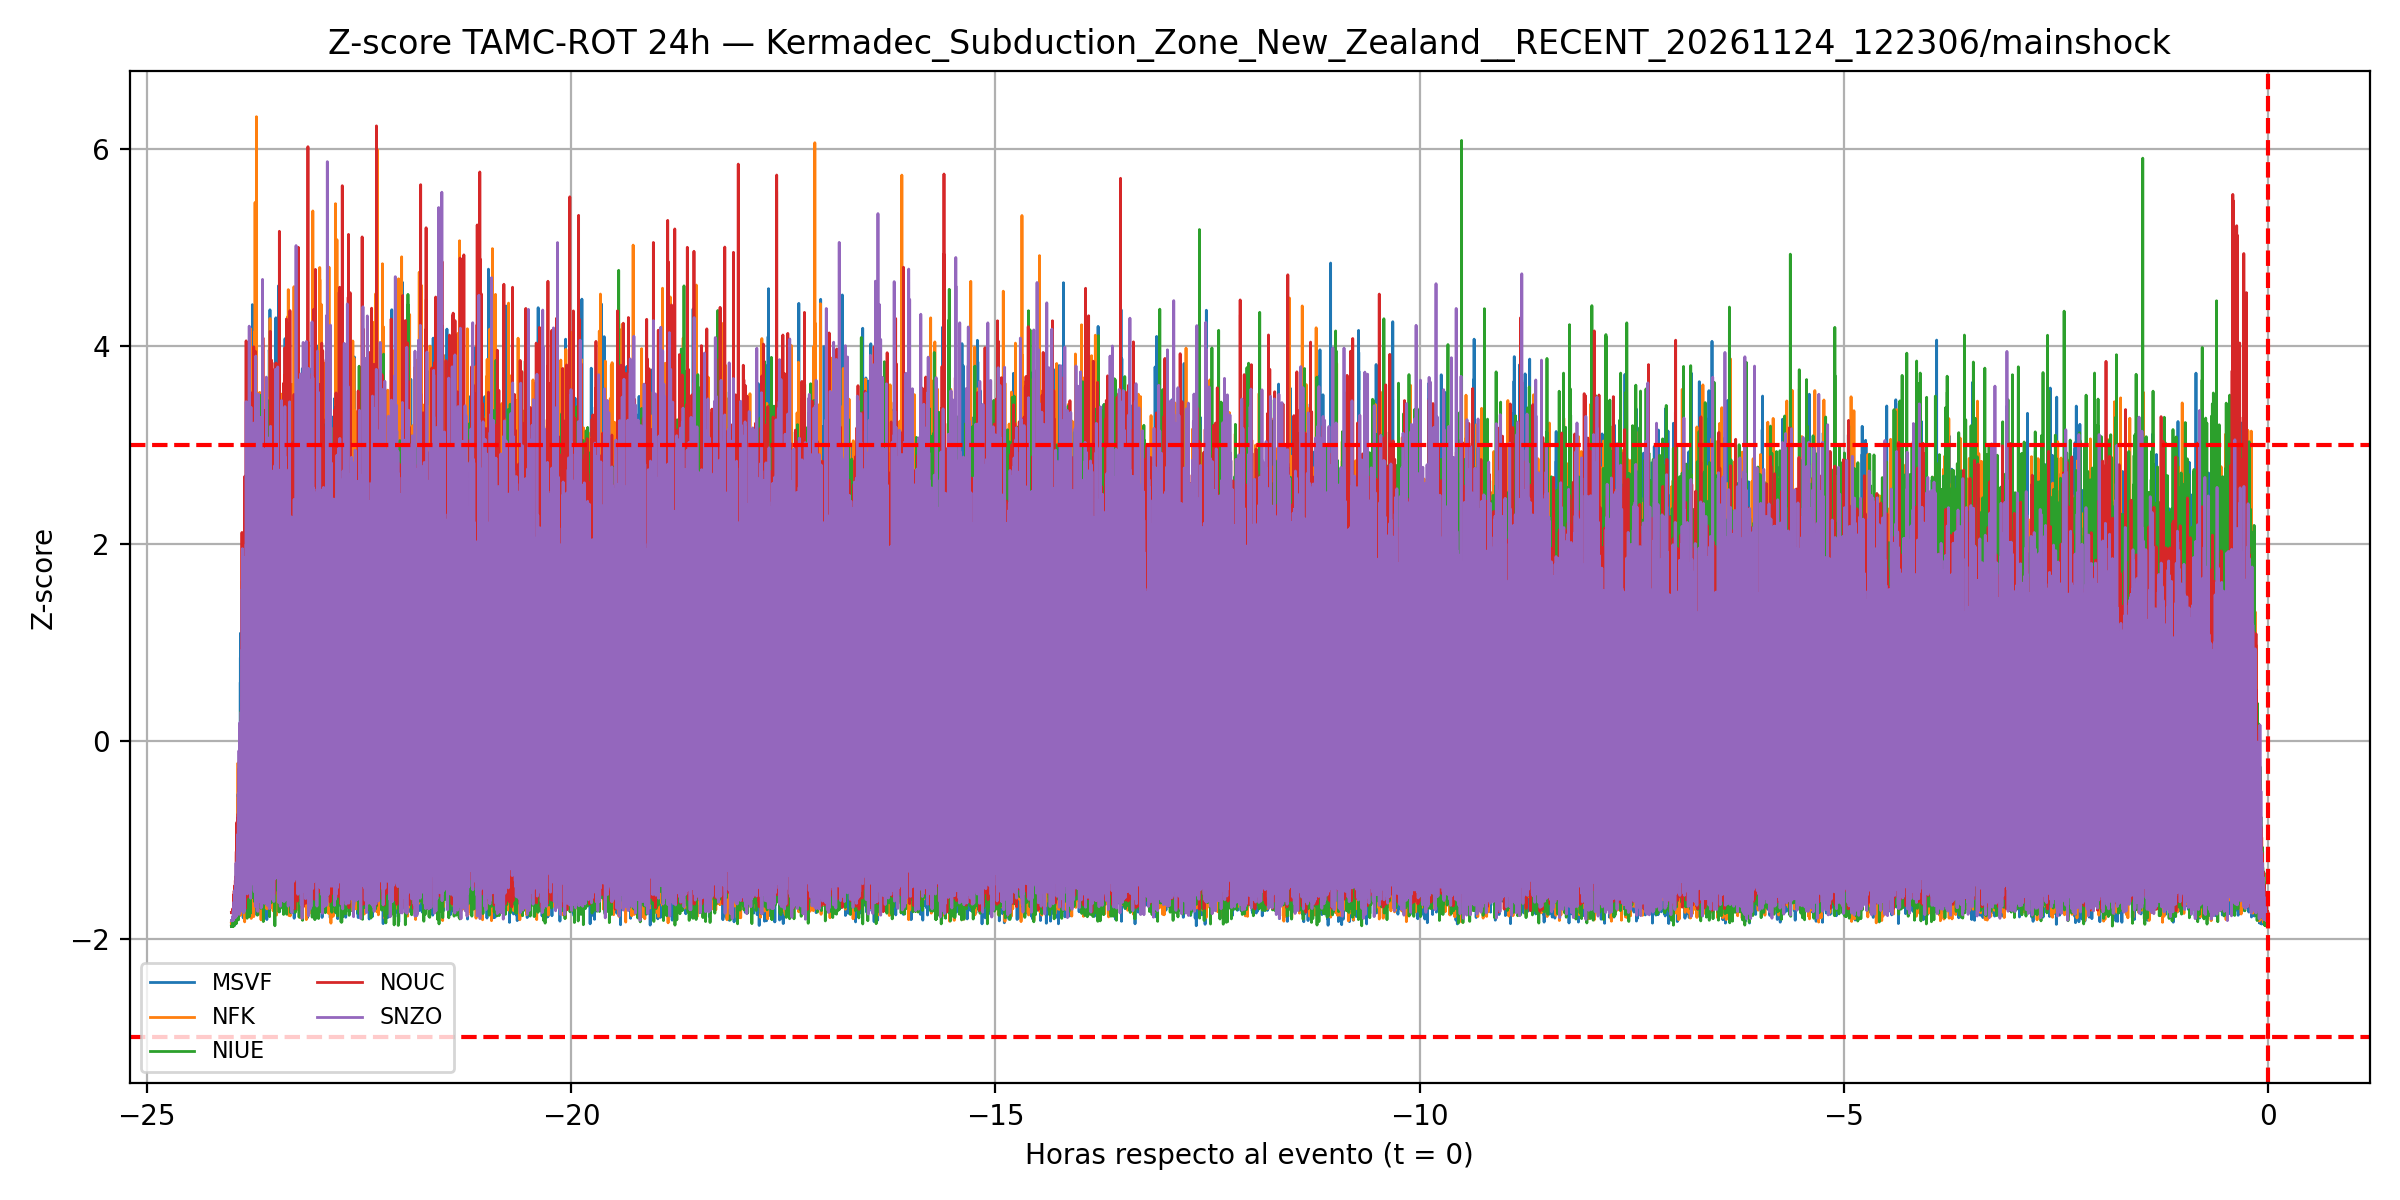 Z-score TAMC-ROT 24h — Kermadec_Subduction_Zone_New_Zealand__RECENT_20261124_122306/mainshock
Z-score
6
4
2
0
−2
MSVF
NFK
NIUE
NOUC
SNZO
−25
−20
−15
−10
−5
0
Horas respecto al evento (t = 0)